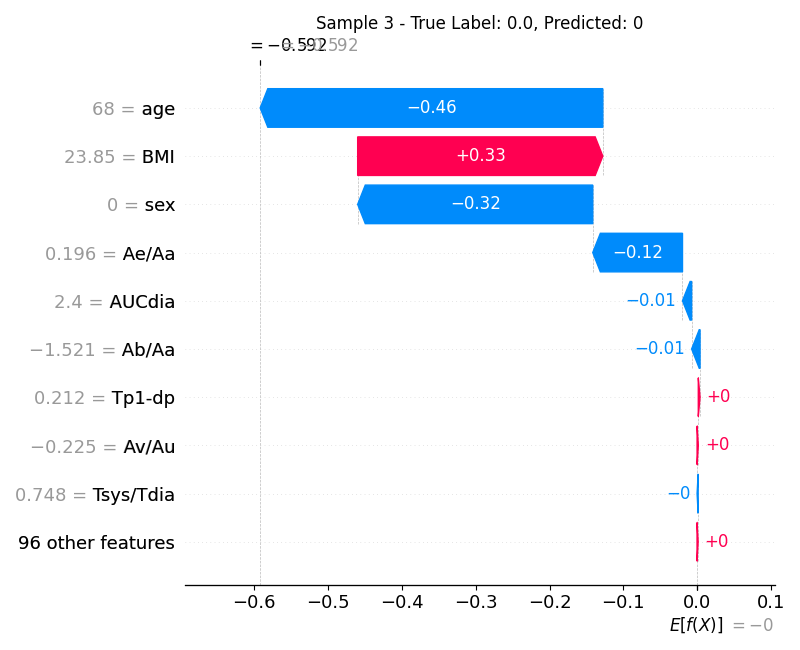 Sample 3 - True Label: 0.0, Predicted: 0
= −0.592
68 = age
−0.46
23.85 = BMI
+0.33
0 = sex
−0.32
0.196 = Ae/Aa
−0.12
2.4 = AUCdia
−0.01
−1.521 = Ab/Aa
−0.01
0.212 = Tp1-dp
+0
−0.225 = Av/Au
+0
0.748 = Tsys/Tdia
−0
96 other features
+0
−0.6 −0.5 −0.4 −0.3 −0.2 −0.1 0.0 0.1
E[f(X)] = −0